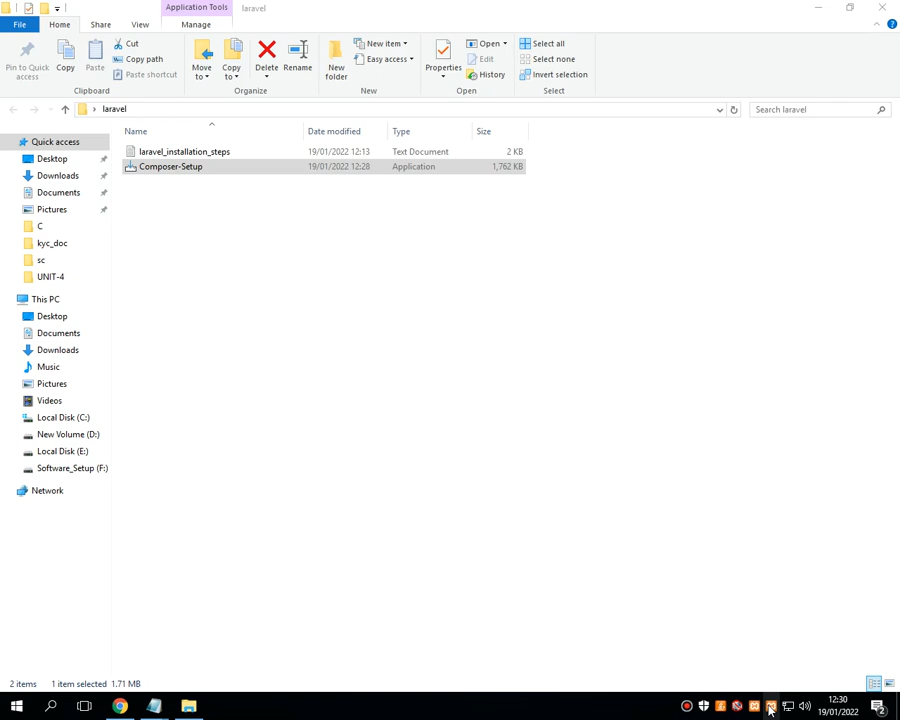 Application Tools
laravel
File
Home
Share
View
Manage
Pin to Quick access
Copy
Paste
Cut
Copy path
Paste shortcut
Clipboard
Move to
Copy to
Delete
Rename
Organize
New folder
New item
Easy access
New
Properties
Open
Edit
History
Open
Select all
Select none
Invert selection
Select
laravel
Search laravel
Name
Date modified
Type
Size
laravel_installation_steps
19/01/2022 12:13
Text Document
2 KB
Composer-Setup
19/01/2022 12:28
Application
1,762 KB
Quick access
Desktop
Downloads
Documents
Pictures
C
kyc_doc
sc
UNIT-4
This PC
Desktop
Documents
Downloads
Music
Pictures
Videos
Local Disk (C:)
New Volume (D:)
Local Disk (E:)
Software_Setup (F:)
Network
2 items
1 item selected 1.71 MB
12:30
19/01/2022
2